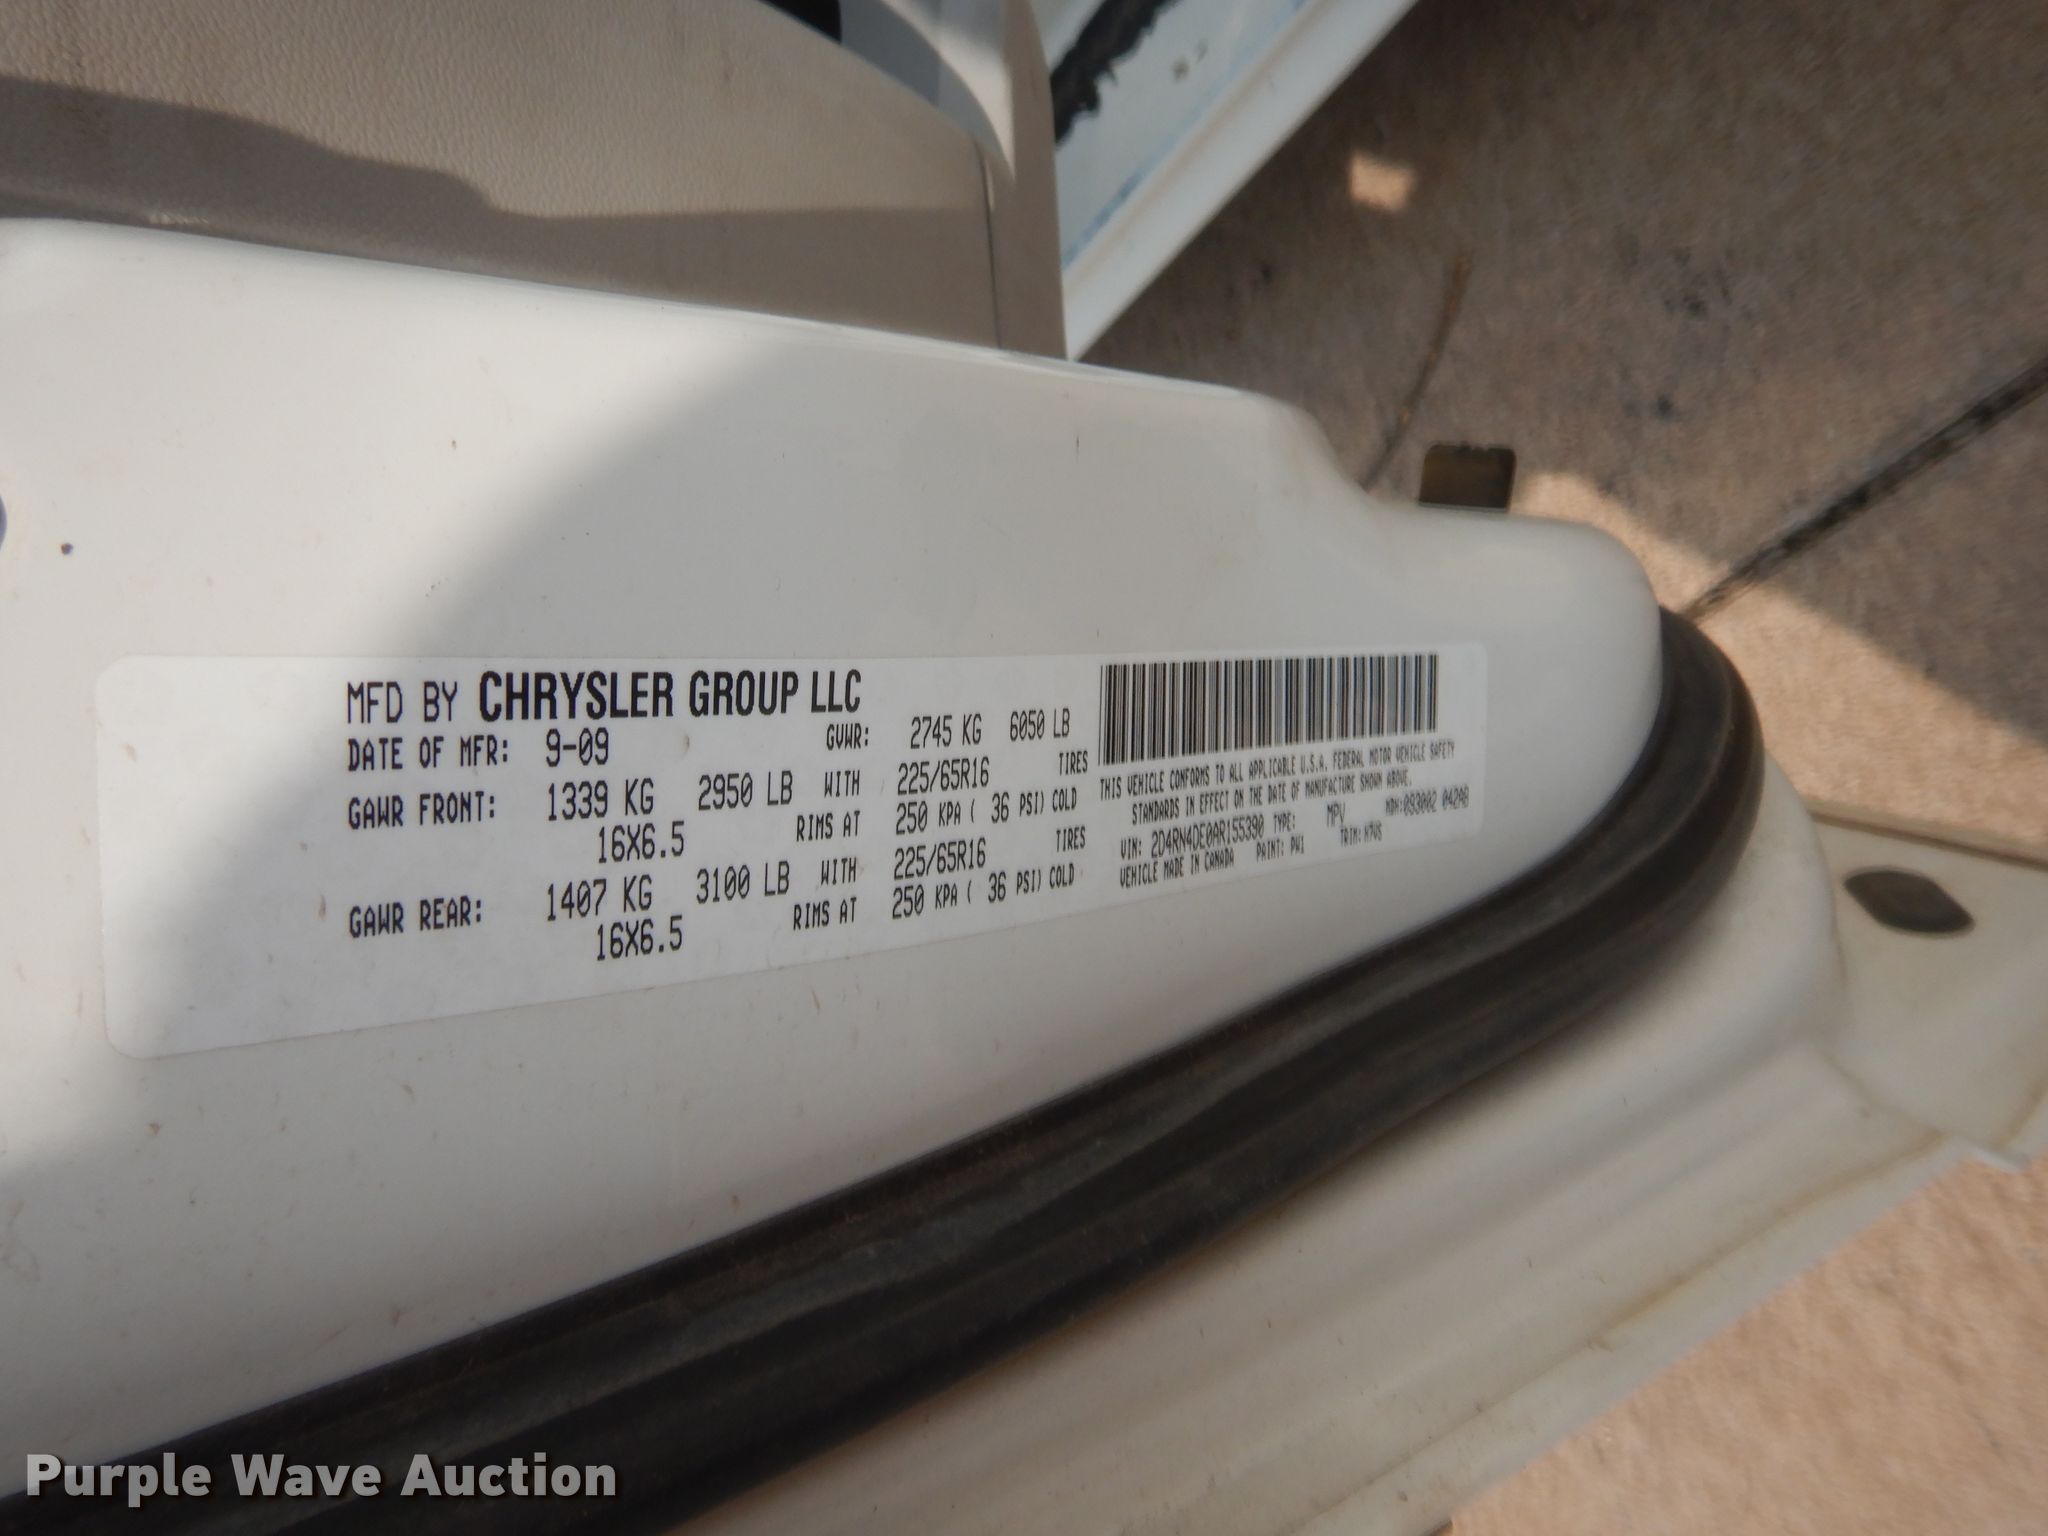 MFD BY CHRYSLER GROUP LLC
DATE OF MFR: 9-09 GVWR: 2745 KG 6050 LB
GAWR FRONT: 1339 KG 2950 LB WITH 225/65R16 TIRES
16X6.5 RIMS AT 250 KPA ( 36 PSI) COLD
GAWR REAR: 1407 KG 3100 LB WITH 225/65R16 TIRES
16X6.5 RIMS AT 250 KPA ( 36 PSI) COLD
THIS VEHICLE CONFORMS TO ALL APPLICABLE U.S.A. FEDERAL MOTOR VEHICLE SAFETY
STANDARDS IN EFFECT ON THE DATE OF MANUFACTURE SHOWN ABOVE.
VIN: 2D4RN4DE0AR155390 TYPE: MPV MDH: 093002 042AB
VEHICLE MADE IN CANADA PAINT: PW1 TRIM:
Purple Wave Auction